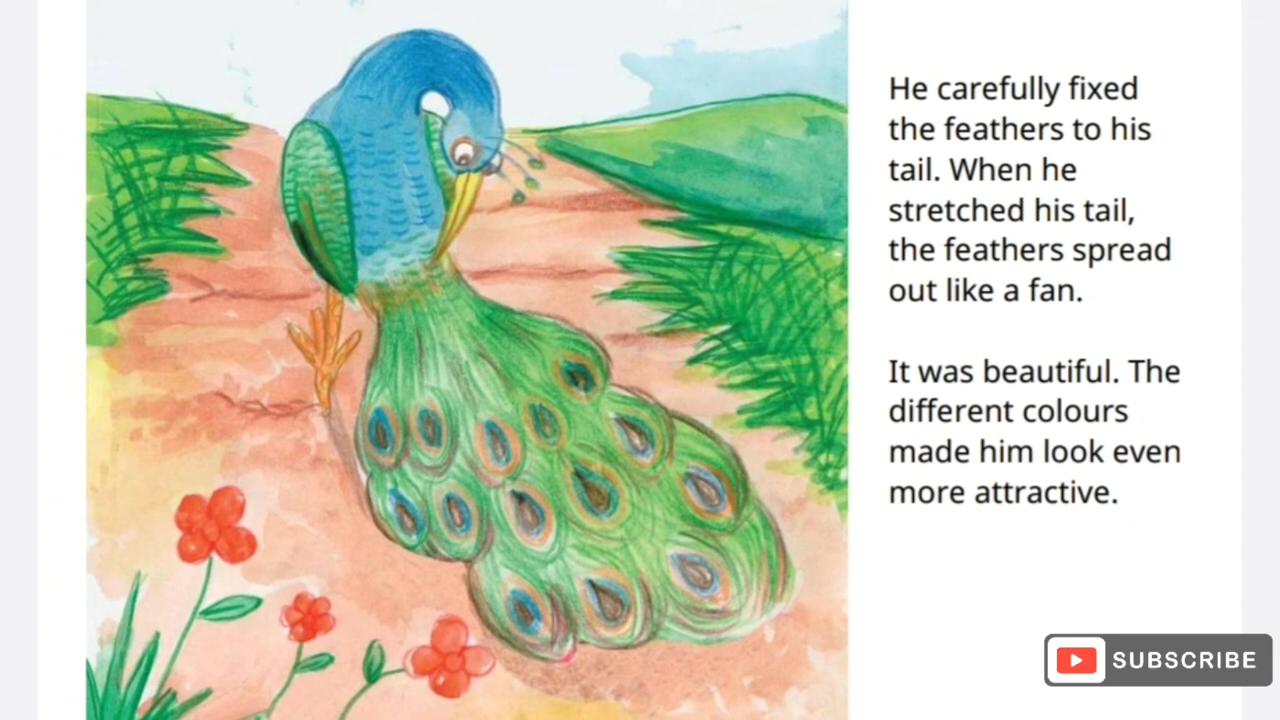 He carefully fixed
the feathers to his
tail. When he
stretched his tail,
the feathers spread
out like a fan.
It was beautiful. The
different colours
made him look even
more attractive.
SUBSCRIBE